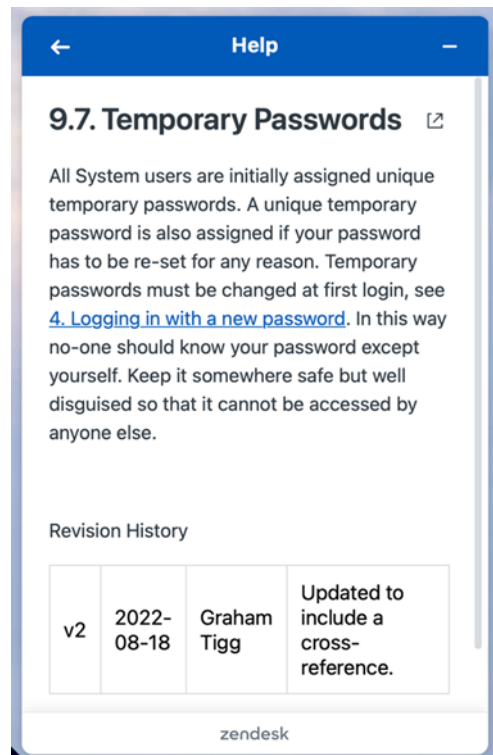 Help
9.7. Temporary Passwords
All System users are initially assigned unique
temporary passwords. A unique temporary
password is also assigned if your password
has to be re-set for any reason. Temporary
passwords must be changed at first login, see
4. Logging in with a new password. In this way
no-one should know your password except
yourself. Keep it somewhere safe but well
disguised so that it cannot be accessed by
anyone else.
Revision History
v2
2022-
08-18
Graham
Tigg
Updated to
include a
cross-
reference.
zendesk